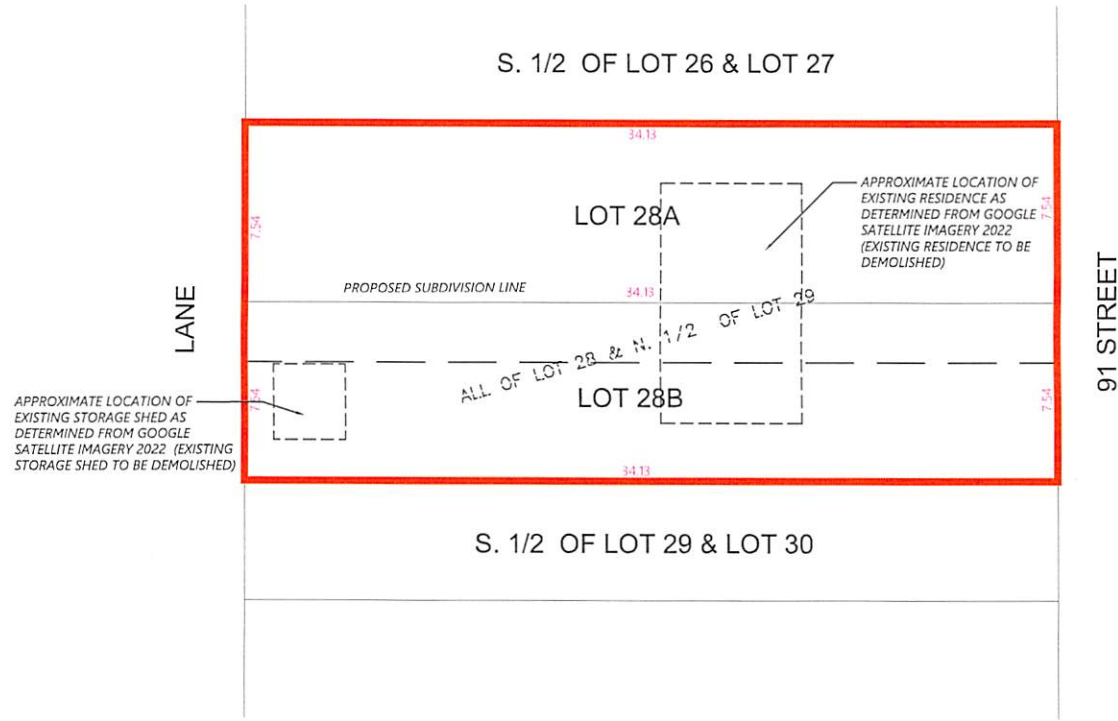 S. 1/2 OF LOT 26 & LOT 27
34.13
APPROXIMATE LOCATION OF
EXISTING RESIDENCE AS
DETERMINED FROM GOOGLE
SATELLITE IMAGERY 2022
(EXISTING RESIDENCE TO BE
DEMOLISHED)
7.54
7.54
LOT 28A
PROPOSED SUBDIVISION LINE
34.13
LANE
91 STREET
ALL OF LOT 28 & N. 1/2 OF LOT 29
LOT 28B
7.54
7.54
APPROXIMATE LOCATION OF
EXISTING STORAGE SHED AS
DETERMINED FROM GOOGLE
SATELLITE IMAGERY 2022 (EXISTING
STORAGE SHED TO BE DEMOLISHED)
34.13
S. 1/2 OF LOT 29 & LOT 30